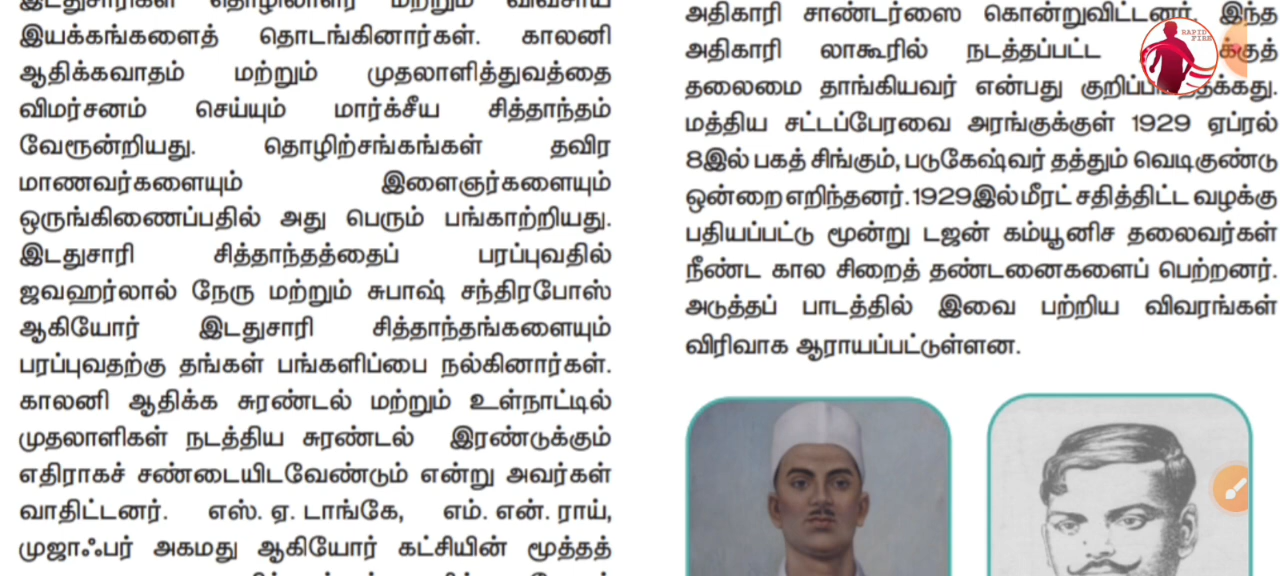 இடதுசாரிகள் தொழிலாளர் மற்றும் விவசாய
இயக்கங்களைத் தொடங்கினார்கள். காலனி
ஆதிக்கவாதம் மற்றும் முதலாளித்துவத்தை
விமர்சனம் செய்யும் மார்க்சீய சித்தாந்தம்
வேரூன்றியது. தொழிற்சங்கங்கள் தவிர
மாணவர்களையும் இளைஞர்களையும்
ஒருங்கிணைப்பதில் அது பெரும் பங்காற்றியது.
இடதுசாரி சித்தாந்தத்தைப் பரப்புவதில்
ஜவஹர்லால் நேரு மற்றும் சுபாஷ் சந்திரபோஸ்
ஆகியோர் இடதுசாரி சித்தாந்தங்களையும்
பரப்புவதற்கு தங்கள் பங்களிப்பை நல்கினார்கள்.
காலனி ஆதிக்க சுரண்டல் மற்றும் உள்நாட்டில்
முதலாளிகள் நடத்திய சுரண்டல் இரண்டுக்கும்
எதிராகச் சண்டையிடவேண்டும் என்று அவர்கள்
வாதிட்டனர். எஸ். ஏ. டாங்கே, எம். என். ராய்,
முஜாஃபர் அகமது ஆகியோர் கட்சியின் மூத்தத்
அதிகாரி சாண்டர்ஸை கொன்றுவிட்டனர். இந்த
அதிகாரி லாகூரில் நடத்தப்பட்ட
தலைமை தாங்கியவர் என்பது
மத்திய சட்டப்பேரவை அரங்குக்குள் 1929 ஏப்ரல்
8இல் பகத் சிங்கும், படுகேஷ்வர் தத்தும் வெடிகுண்டு
ஒன்றை எறிந்தனர். 1929இல் மீரட் சதித்திட்ட வழக்கு
பதியப்பட்டு மூன்று டஜன் கம்யூனிச தலைவர்கள்
நீண்ட கால சிறைத் தண்டனைகளைப் பெற்றனர்.
அடுத்தப் பாடத்தில் இவை பற்றிய விவரங்கள்
விரிவாக ஆராயப்பட்டுள்ளன.
RAPID
FIRE